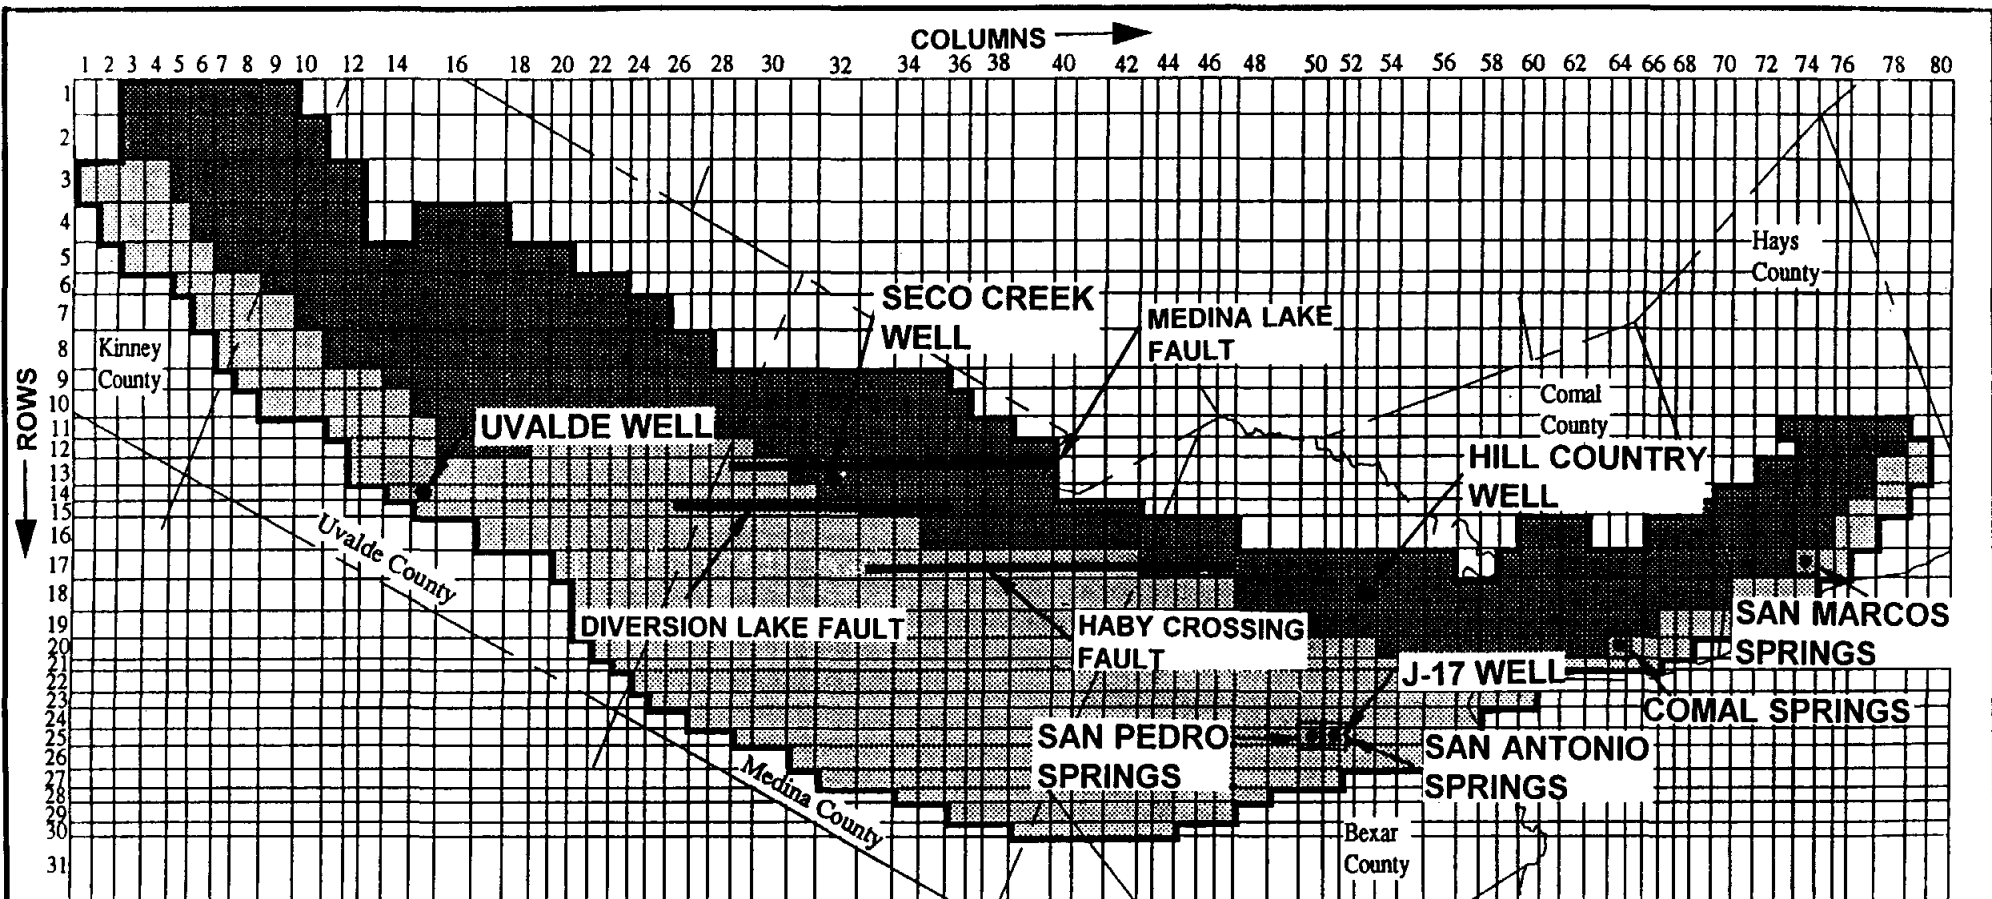 COLUMNS
1 2 3 4 5 6 7 8 9 10 12 14 16 18 20 22 24 26 28 30 32 34 36 38 40 42 44 46 48 50 52 54 56 58 60 62 64 66 68 70 72 74 76 78 80
ROWS
1
2
3
4
5
6
7
8
9
10
11
12
13
14
15
16
17
18
19
20
21
22
23
24
25
26
27
28
29
30
31
Hays
County
SECO CREEK
WELL
MEDINA LAKE
FAULT
Kinney
County
Comal
County
UVALDE WELL
HILL COUNTRY
WELL
Uvalde County
DIVERSION LAKE FAULT
HABY CROSSING
FAULT
SAN MARCOS
SPRINGS
J-17 WELL
COMAL SPRINGS
SAN PEDRO
SPRINGS
SAN ANTONIO
SPRINGS
Medina County
Bexar
County